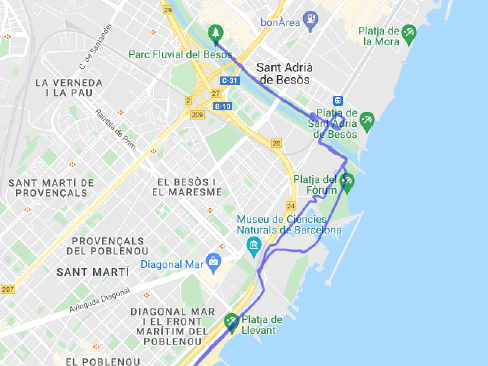 bonÀrea
Platja de
la Mora
C. de Santander
Parc Fluvial del Besòs
Sant Adrià
de Besòs
C-31
LA VERNEDA
I LA PAU
B-10
209
209
Platja de
Sant Adrià
de Besòs
Rambla de Prim
26
SANT MARTÍ DE
PROVENÇALS
EL BESÒS I
EL MARESME
Platja del
Fòrum
24
Museu de Ciències
Naturals de Barcelona
PROVENÇALS
DEL POBLENOU
Diagonal Mar
SANT MARTÍ
207
Avinguda Diagonal
DIAGONAL MAR
I EL FRONT
MARÍTIM DEL
POBLENOU
Platja de
Llevant
EL POBLENOU